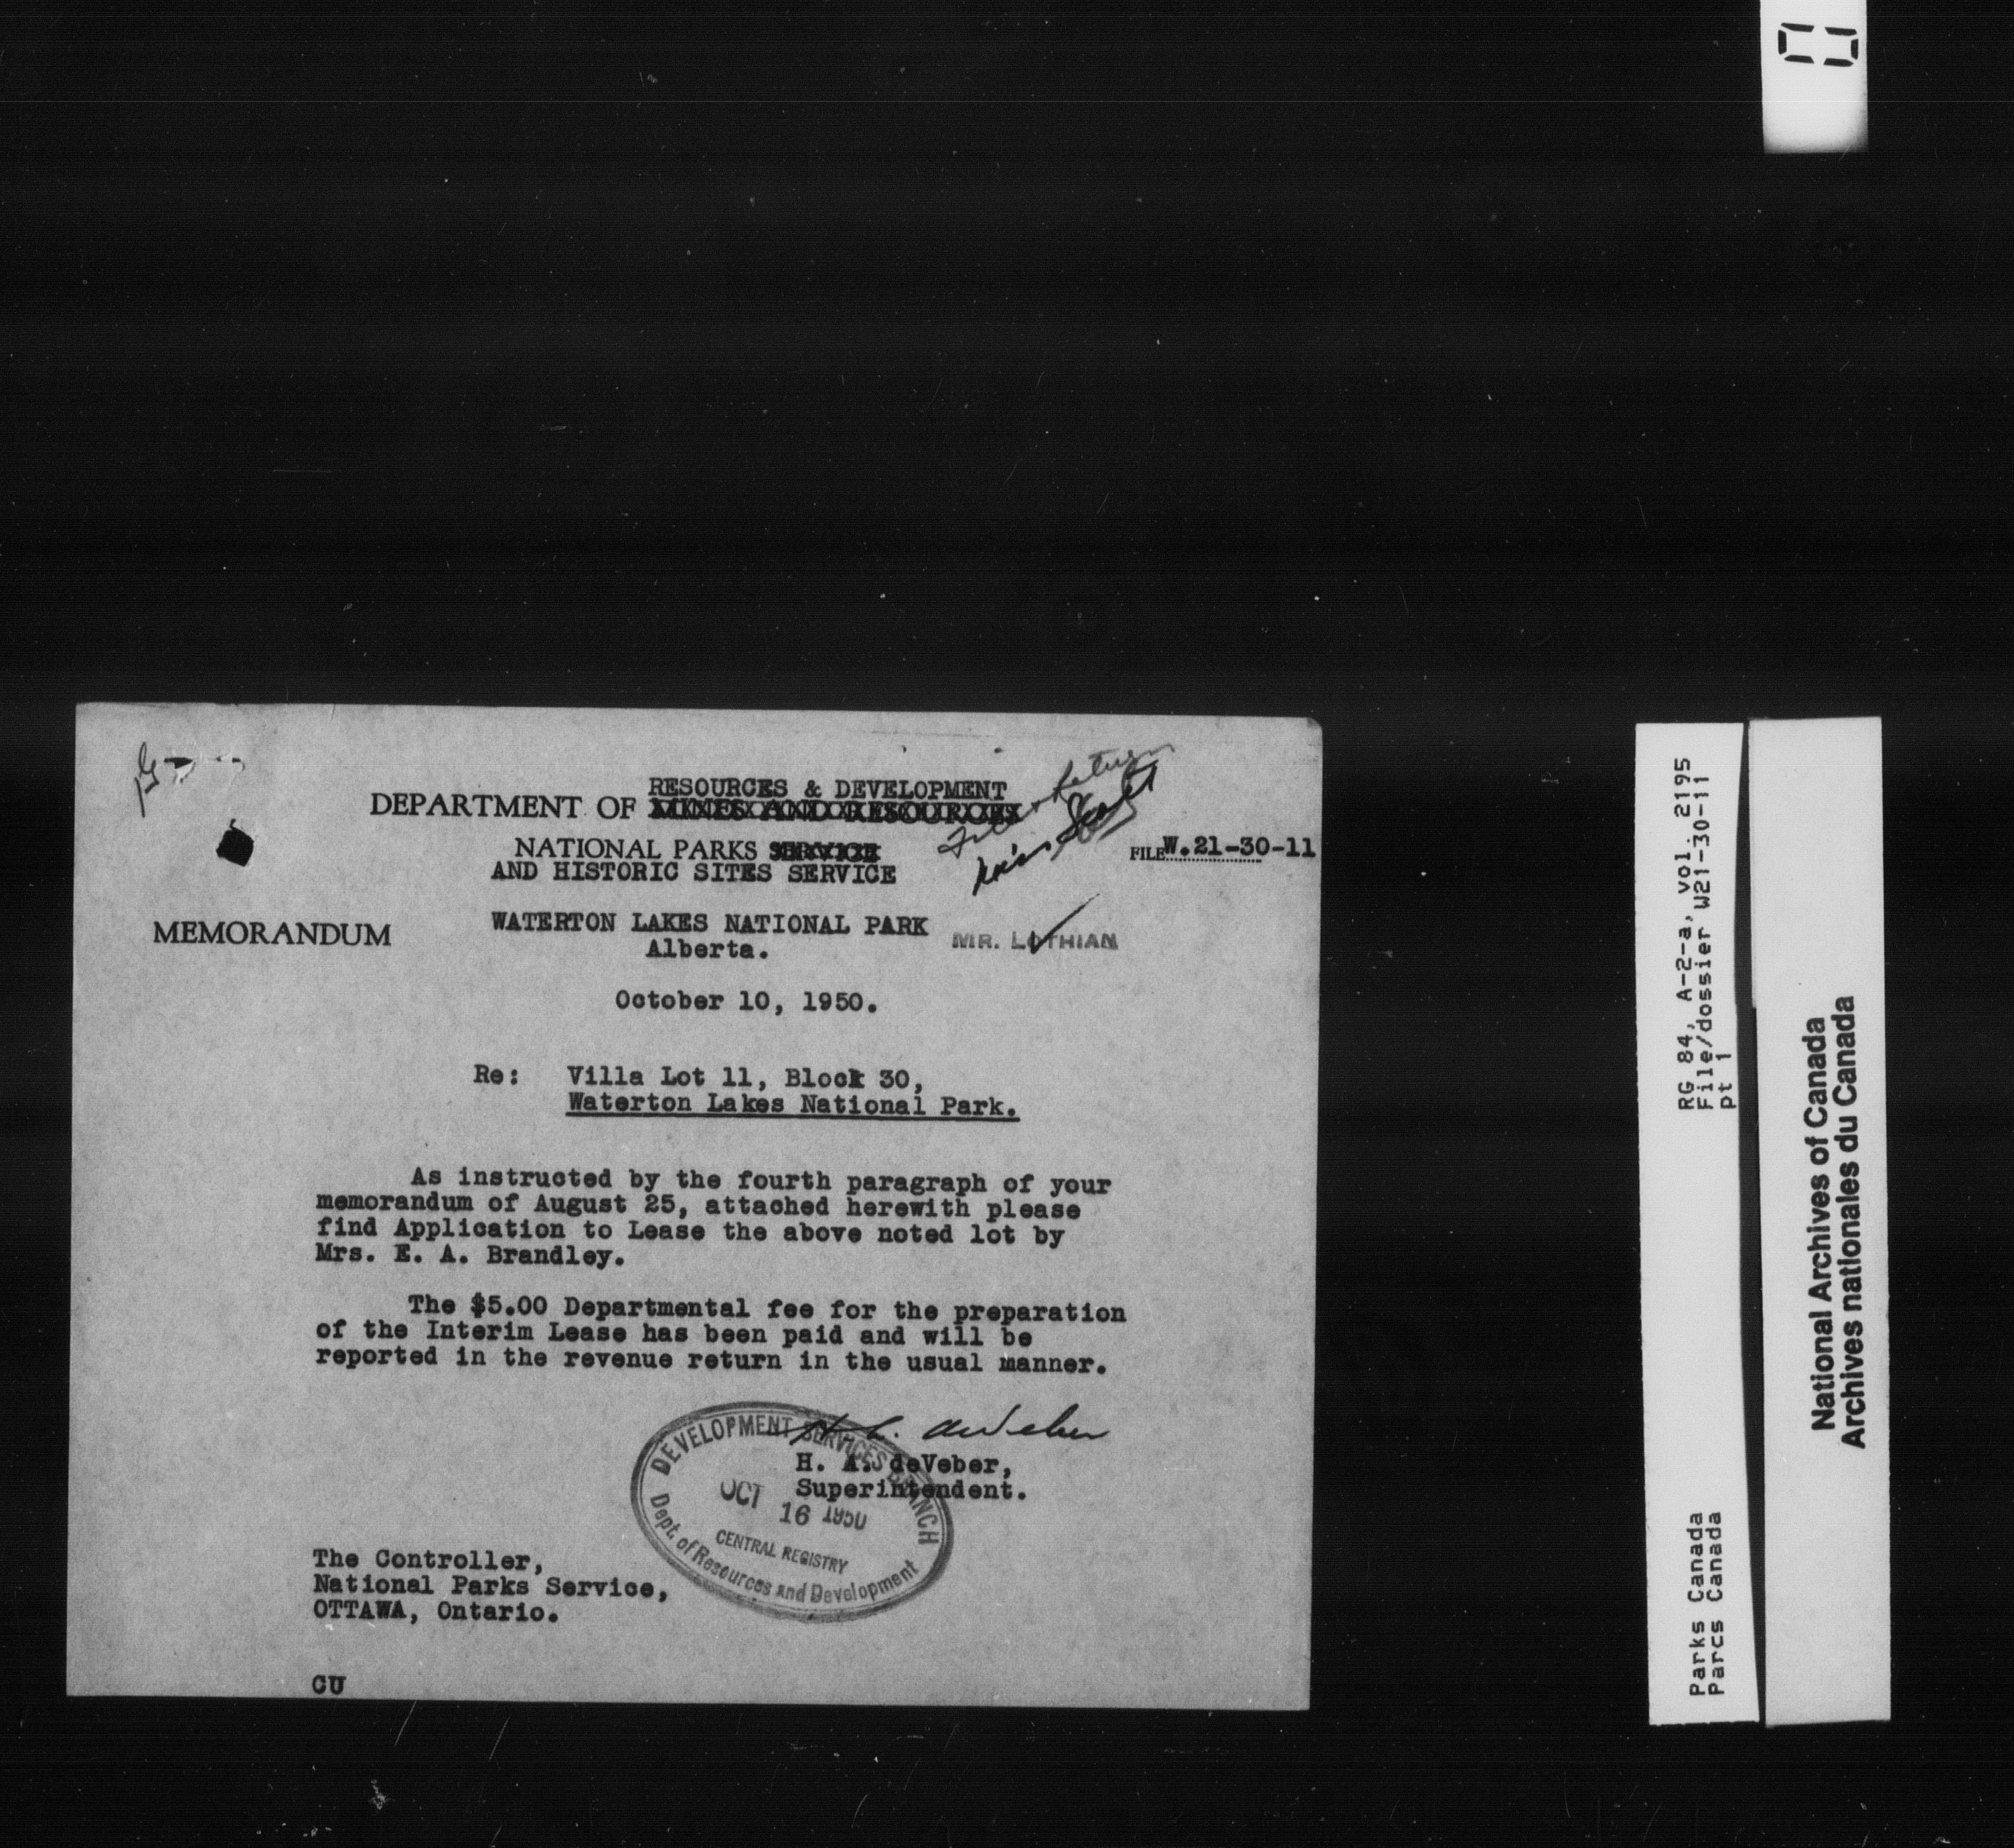 RESOURCES & DEVELOPMENT
DEPARTMENT OF MINES AND RESOURCES
NATIONAL PARKS SERVICE
AND HISTORIC SITES SERVICE
FILE W.21-30-11
MEMORANDUM
WATERTON LAKES NATIONAL PARK
Alberta.
MR. LOTHIAN
October 10, 1950.
Re: Villa Lot 11, Block 30,
Waterton Lakes National Park.
As instructed by the fourth paragraph of your
memorandum of August 25, attached herewith please
find Application to Lease the above noted lot by
Mrs. E. A. Brandley.
The $5.00 Departmental fee for the preparation
of the Interim Lease has been paid and will be
reported in the revenue return in the usual manner.
H. A. deVeber
H. A. deVeber,
Superintendent.
DEVELOPMENT SERVICES BRANCH
OCT 16 1950
CENTRAL REGISTRY
Dept. of Resources and Development
The Controller,
National Parks Service,
OTTAWA, Ontario.
CU
RG 84, A-2-a, vol. 2195
File/dossier W21-30-11
pt 1
Parks Canada
Parcs Canada
National Archives of Canada
Archives nationales du Canada